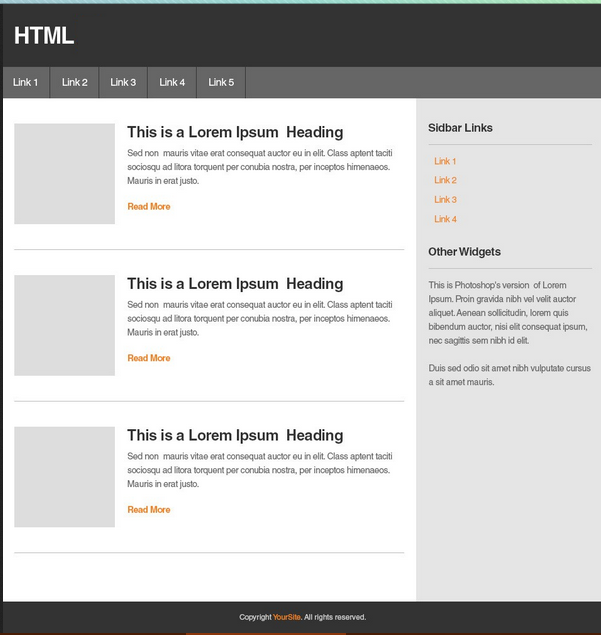 HTML
Link 1 Link 2 Link 3 Link 4 Link 5
This is a Lorem Ipsum Heading
Sed non mauris vitae erat consequat auctor eu in elit. Class aptent taciti
sociosqu ad litora torquent per conubia nostra, per inceptos himenaeos.
Mauris in erat justo.
Read More
This is a Lorem Ipsum Heading
Sed non mauris vitae erat consequat auctor eu in elit. Class aptent taciti
sociosqu ad litora torquent per conubia nostra, per inceptos himenaeos.
Mauris in erat justo.
Read More
This is a Lorem Ipsum Heading
Sed non mauris vitae erat consequat auctor eu in elit. Class aptent taciti
sociosqu ad litora torquent per conubia nostra, per inceptos himenaeos.
Mauris in erat justo.
Read More
Sidbar Links
Link 1
Link 2
Link 3
Link 4
Other Widgets
This is Photoshop's version of Lorem
Ipsum. Proin gravida nibh vel velit auctor
aliquet. Aenean sollicitudin, lorem quis
bibendum auctor, nisi elit consequat ipsum,
nec sagittis sem nibh id elit.
Duis sed odio sit amet nibh vulputate cursus
a sit amet mauris.
Copyright YourSite. All rights reserved.